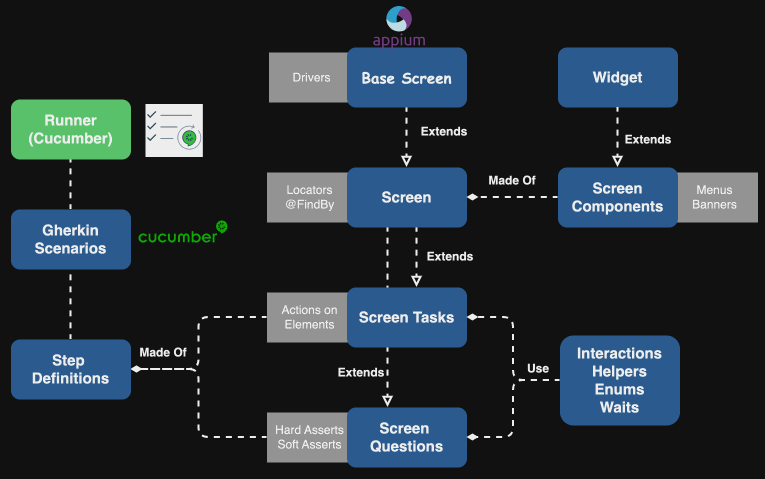 appium
Drivers
Base Screen
Widget
Runner
(Cucumber)
Extends
Extends
Locators
@FindBy
Screen
Made Of
Screen
Components
Menus
Banners
Gherkin
Scenarios
cucumber
Extends
Actions on
Elements
Screen Tasks
Step
Definitions
Made Of
Extends
Use
Interactions
Helpers
Enums
Waits
Hard Asserts
Soft Asserts
Screen
Questions